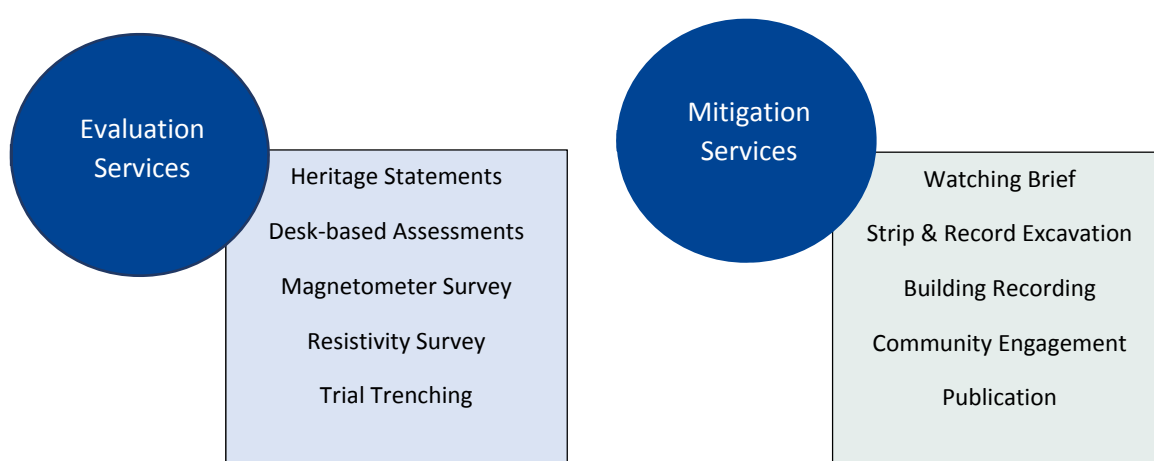 Evaluation
Services
Heritage Statements
Desk-based Assessments
Magnetometer Survey
Resistivity Survey
Trial Trenching
Mitigation
Services
Watching Brief
Strip & Record Excavation
Building Recording
Community Engagement
Publication